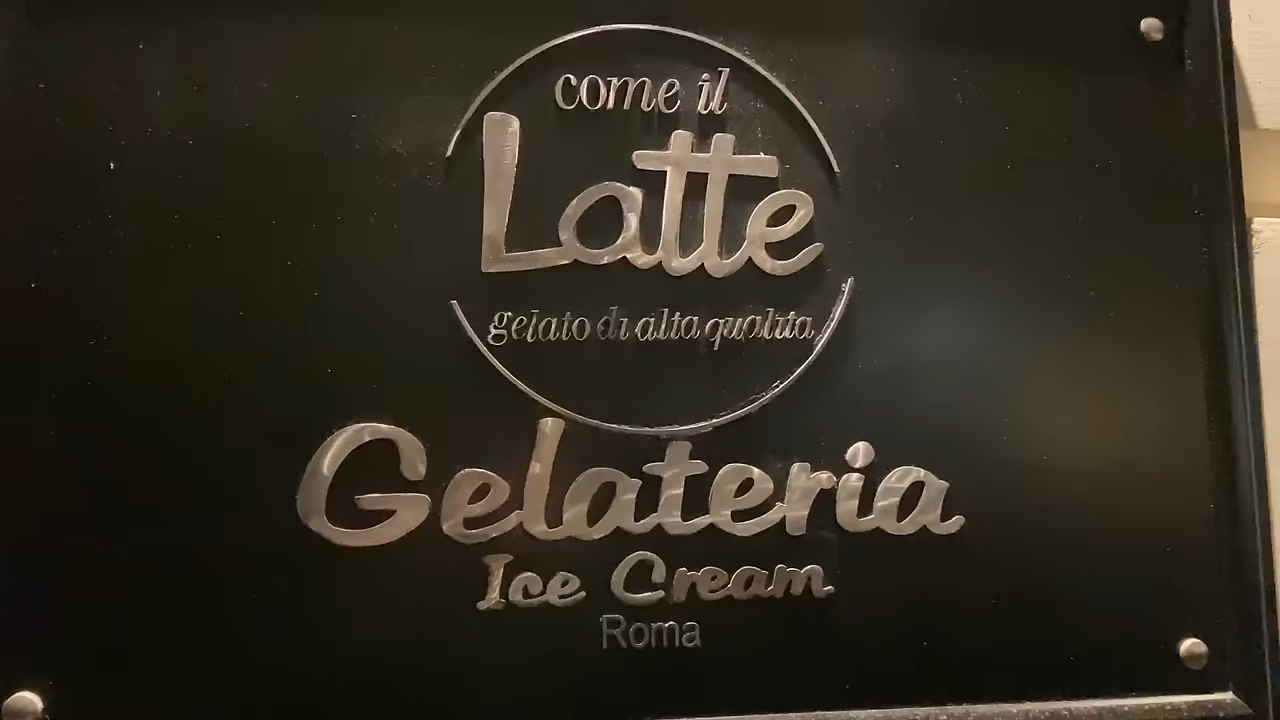 come il
Latte
gelato di alta qualita
Gelateria
Ice Cream
Roma